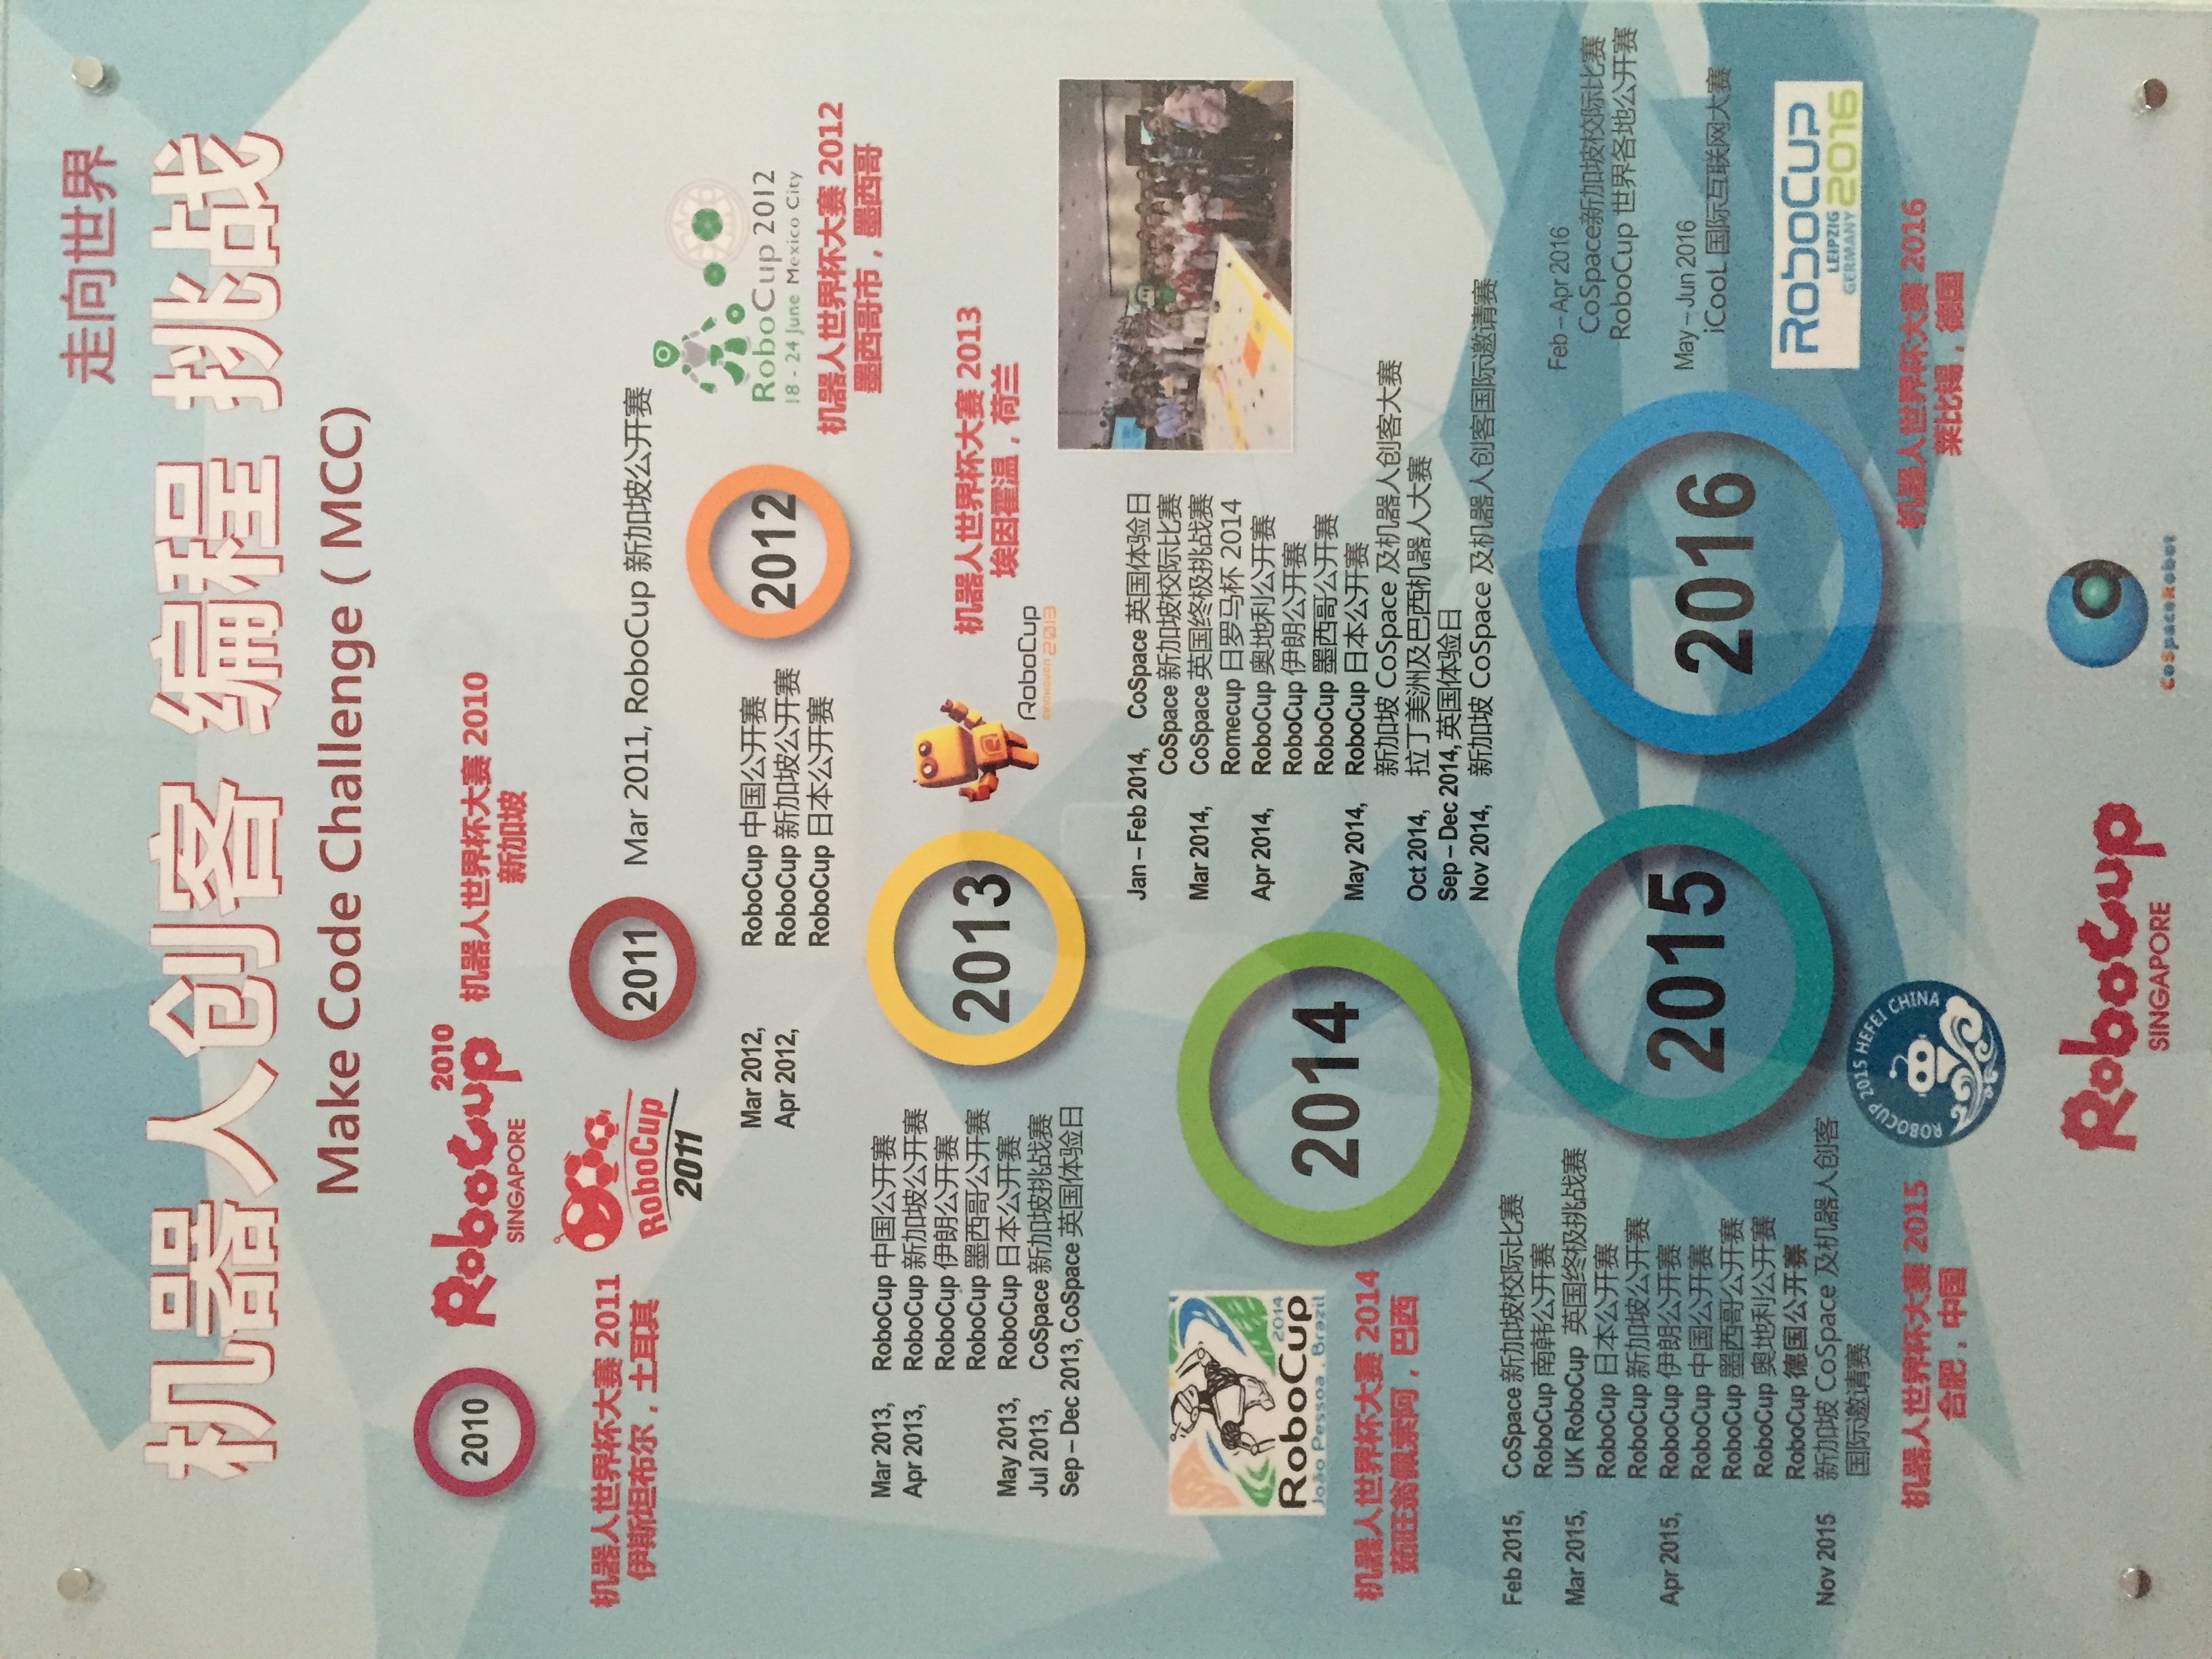 走向世界
机器人创客 编程 挑战
Make Code Challenge ( MCC)
2010
RoboCup 2010
SINGAPORE
机器人世界杯大赛 2010
新加坡
机器人世界杯大赛 2011
伊斯坦布尔，土耳其
RoboCup
2011
2011
Mar 2011, RoboCup 新加坡公开赛
Mar 2012, RoboCup 中国公开赛
Apr 2012, RoboCup 新加坡公开赛
RoboCup 日本公开赛
2012
RoboCup 2012
18 - 24 June Mexico City
机器人世界杯大赛 2012
墨西哥市，墨西哥
Mar 2013, RoboCup 中国公开赛
Apr 2013, RoboCup 新加坡公开赛
RoboCup 伊朗公开赛
RoboCup 墨西哥公开赛
May 2013, RoboCup 日本公开赛
Jul 2013, CoSpace 新加坡挑战赛
Sep – Dec 2013, CoSpace 英国体验日
2013
RoboCup
2013
机器人世界杯大赛 2013
埃因霍温，荷兰
Jan – Feb 2014, CoSpace 英国体验日
CoSpace 新加坡校际比赛
Mar 2014, CoSpace 英国终极挑战赛
Romecup 日罗马杯 2014
Apr 2014, RoboCup 奥地利公开赛
RoboCup 伊朗公开赛
RoboCup 墨西哥公开赛
May 2014, RoboCup 日本公开赛
新加坡 CoSpace 及机器人创客大赛
Oct 2014, 拉丁美洲及巴西机器人大赛
Sep – Dec 2014, 英国体验日
Nov 2014, 新加坡 CoSpace 及机器人创客国际邀请赛
2014
RoboCup
João Pessoa . Brazil
2014
机器人世界杯大赛 2014
茹旺翁佩索阿，巴西
Feb 2015, CoSpace 新加坡校际比赛
RoboCup 南韩公开赛
Mar 2015, UK RoboCup 英国终极挑战赛
RoboCup 日本公开赛
RoboCup 新加坡公开赛
Apr 2015, RoboCup 伊朗公开赛
RoboCup 中国公开赛
RoboCup 墨西哥公开赛
RoboCup 奥地利公开赛
RoboCup 德国公开赛
Nov 2015 新加坡 CoSpace 及机器人创客
国际邀请赛
2015
机器人世界杯大赛 2015
合肥，中国
ROBOCUP 2015 HEFEI CHINA
2016
Feb – Apr 2016
CoSpace新加坡校际比赛
RoboCup 世界各地公开赛
May – Jun 2016
iCooL 国际互联网大赛
RoboCup
LEIPZIG
GERMANY 2016
机器人世界杯大赛 2016
莱比锡，德国
RoboCup
SINGAPORE
CoSpaceRobot